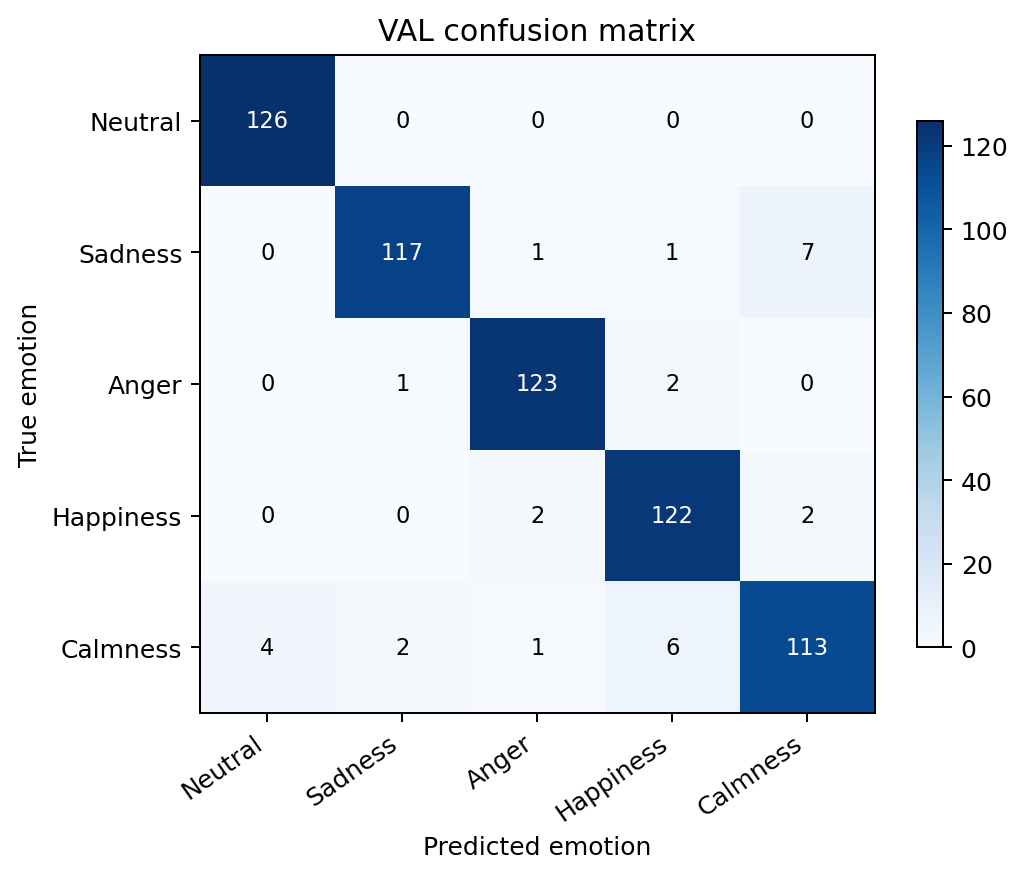 VAL confusion matrix
Neutral 126 0 0 0 0
Sadness 0 117 1 1 7
Anger 0 1 123 2 0
Happiness 0 0 2 122 2
Calmness 4 2 1 6 113
Neutral Sadness Anger Happiness Calmness
Predicted emotion
True emotion
120
100
80
60
40
20
0